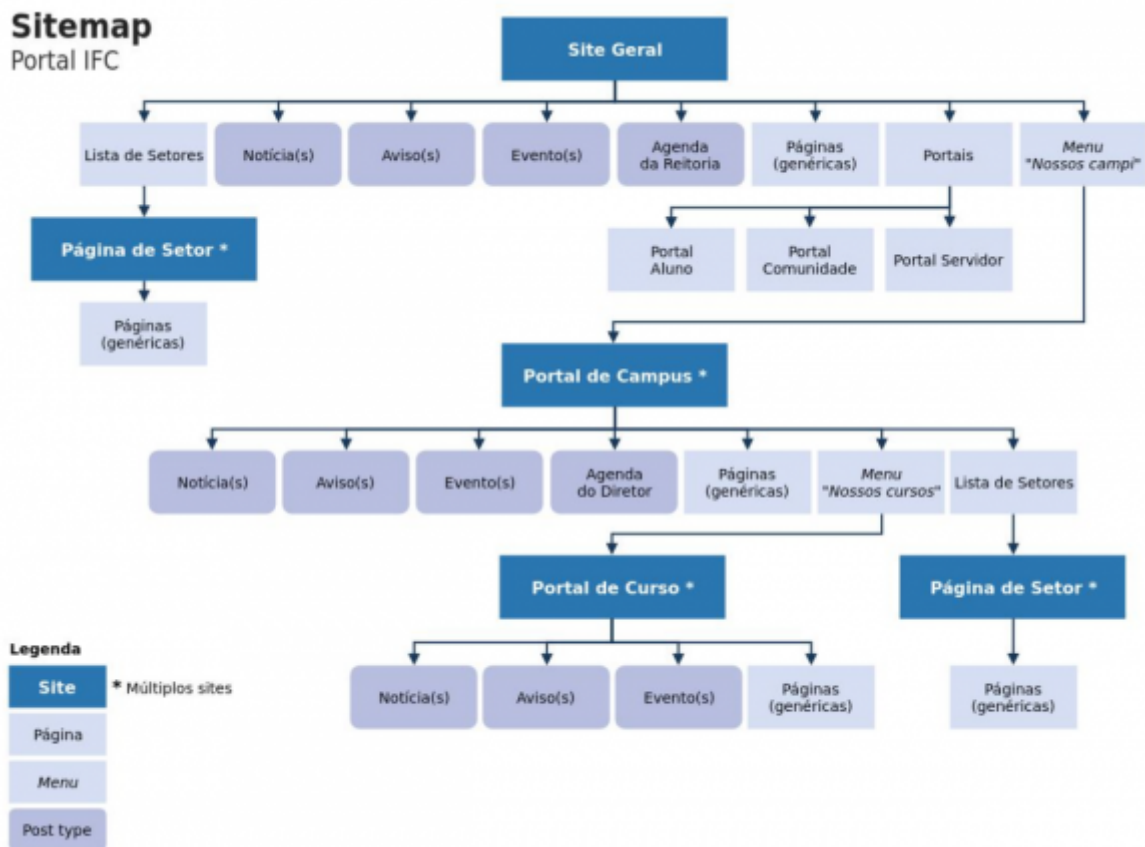 Sitemap
Portal IFC
Site Geral
Lista de Setores
Notícia(s)
Aviso(s)
Evento(s)
Agenda
da Reitoria
Páginas
(genéricas)
Portais
Menu
"Nossos campi"
Página de Setor *
Páginas
(genéricas)
Portal
Aluno
Portal
Comunidade
Portal Servidor
Portal de Campus *
Notícia(s)
Aviso(s)
Evento(s)
Agenda
do Diretor
Páginas
(genéricas)
Menu
"Nossos cursos"
Lista de Setores
Portal de Curso *
Página de Setor *
Notícia(s)
Aviso(s)
Evento(s)
Páginas
(genéricas)
Páginas
(genéricas)
Legenda
Site
* Múltiplos sites
Página
Menu
Post type